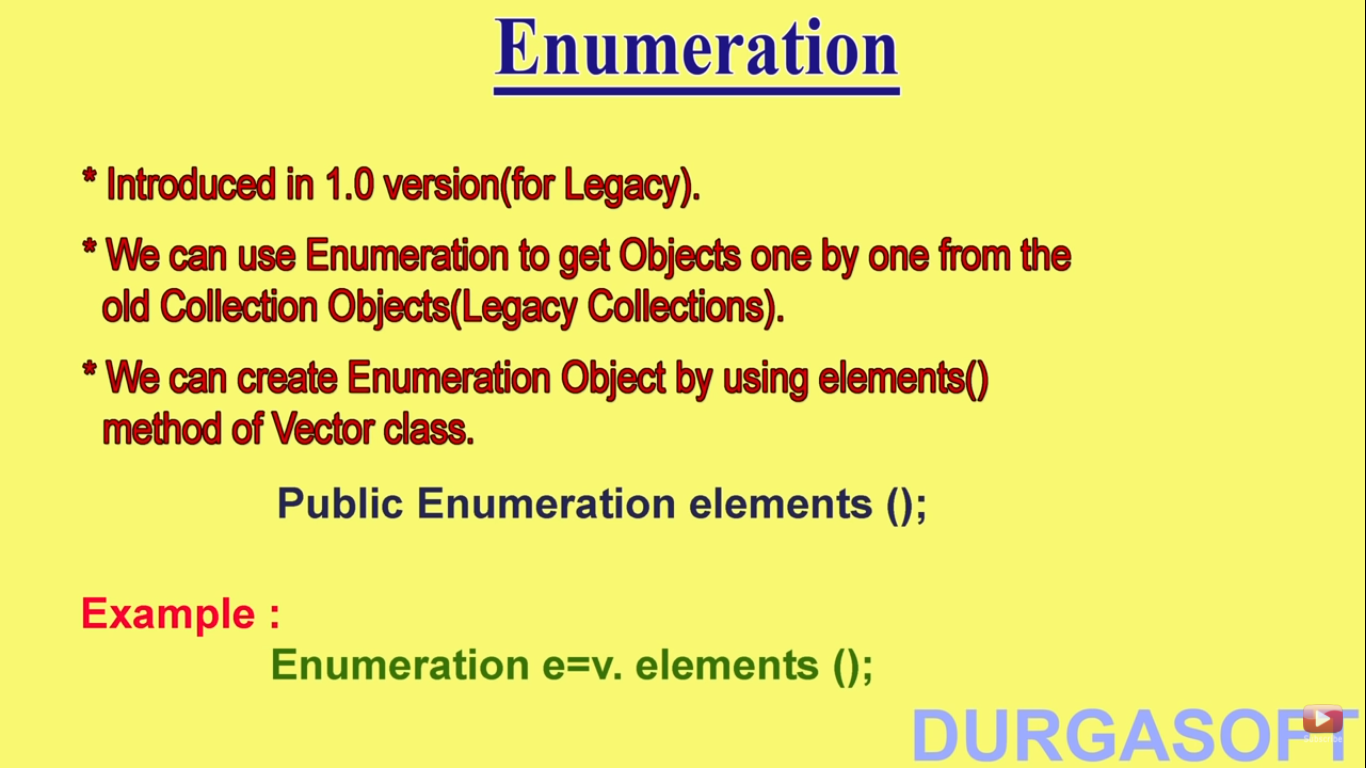 Enumeration
* Introduced in 1.0 version(for Legacy).
* We can use Enumeration to get Objects one by one from the
old Collection Objects(Legacy Collections).
* We can create Enumeration Object by using elements()
method of Vector class.
Public Enumeration elements ();
Example :
Enumeration e=v. elements ();
DURGASOFT
Subscribe